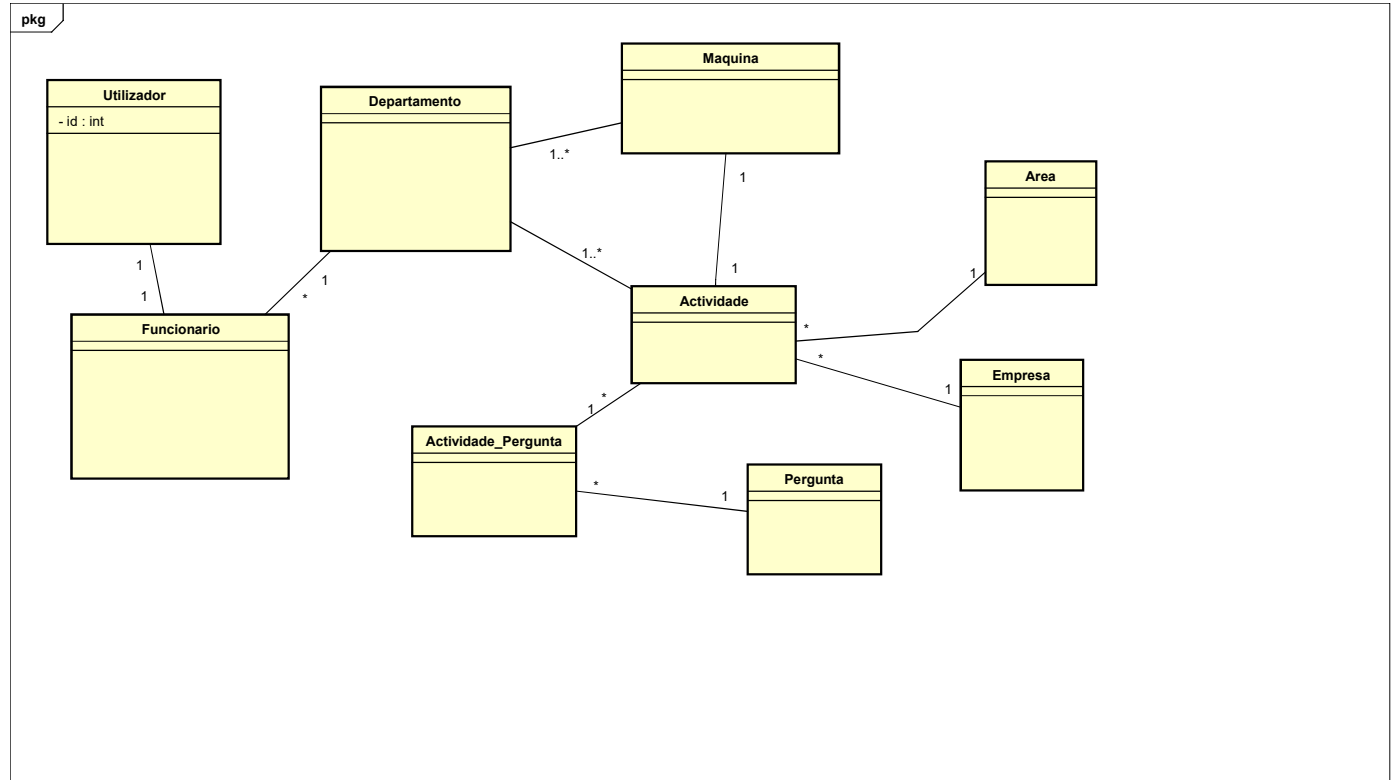 pkg
Maquina
Utilizador
Departamento
- id : int
1..*
1
Area
1..*
1
1
1
1
*
1
Actividade
Funcionario
*
*
Empresa
1
*
1
Actividade_Pergunta
Pergunta
*
1